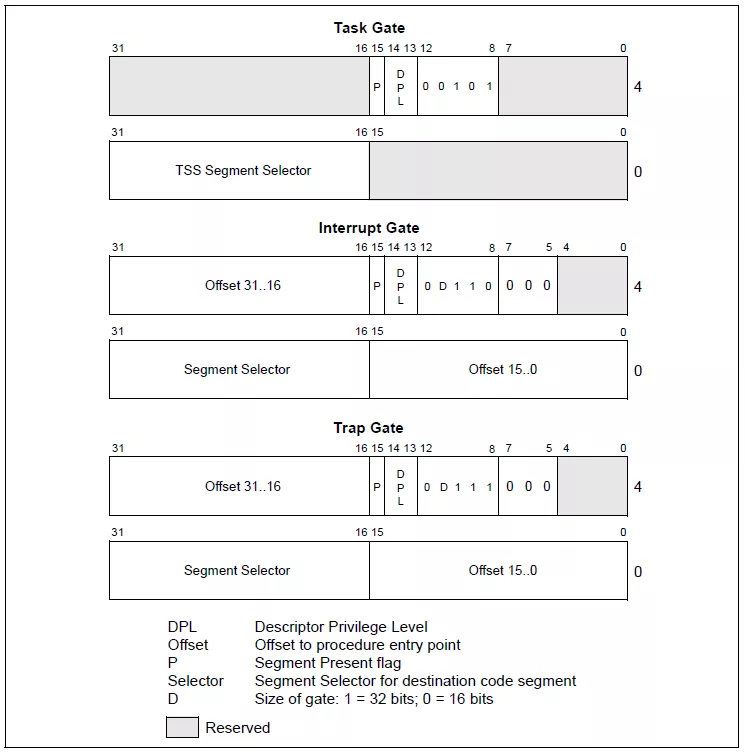 Task Gate
31 16 15 14 13 12 8 7 0
P D P L 0 0 1 0 1 4
31 16 15 0
TSS Segment Selector 0
Interrupt Gate
31 16 15 14 13 12 8 7 5 4 0
Offset 31..16 P D P L 0 D 1 1 0 0 0 0 4
31 16 15 0
Segment Selector Offset 15..0 0
Trap Gate
31 16 15 14 13 12 8 7 5 4 0
Offset 31..16 P D P L 0 D 1 1 1 0 0 0 4
31 16 15 0
Segment Selector Offset 15..0 0
DPL Descriptor Privilege Level
Offset Offset to procedure entry point
P Segment Present flag
Selector Segment Selector for destination code segment
D Size of gate: 1 = 32 bits; 0 = 16 bits
Reserved